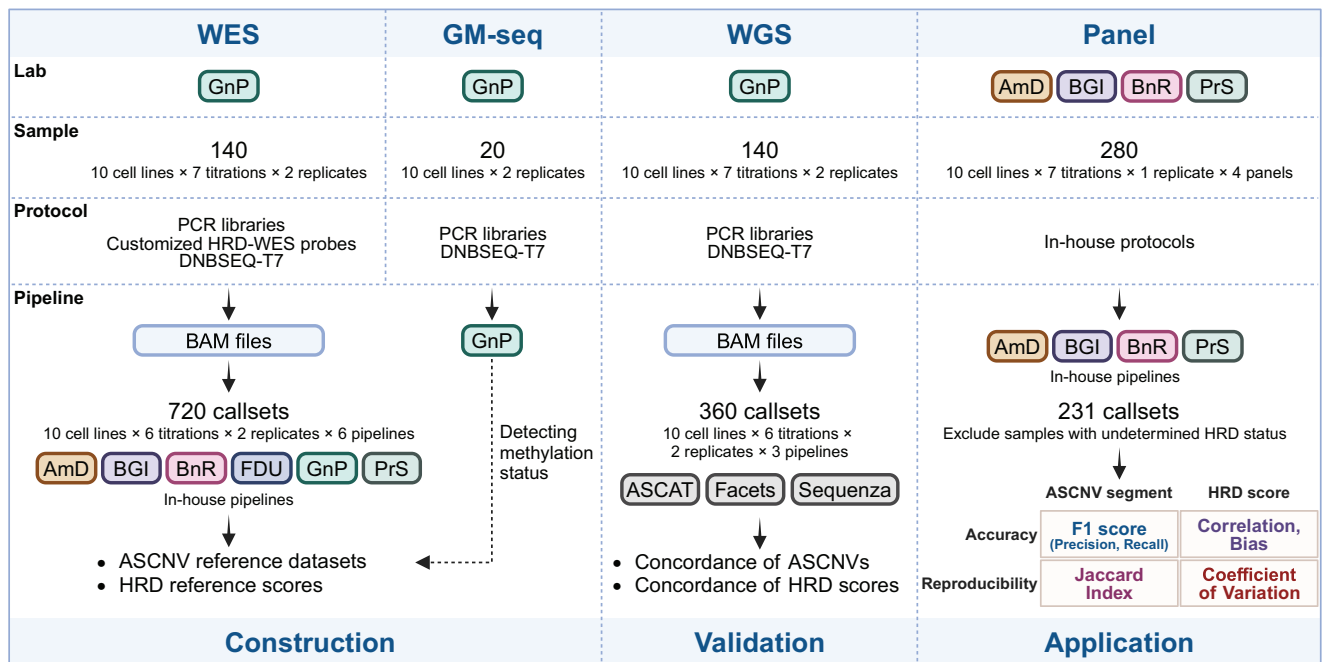 WES
GM-seq
WGS
Panel
Lab
GnP
GnP
GnP
AmD BGI BnR PrS
Sample
140
10 cell lines × 7 titrations × 2 replicates
20
10 cell lines × 2 replicates
140
10 cell lines × 7 titrations × 2 replicates
280
10 cell lines × 7 titrations × 1 replicate × 4 panels
Protocol
PCR libraries
Customized HRD-WES probes
DNBSEQ-T7
PCR libraries
DNBSEQ-T7
PCR libraries
DNBSEQ-T7
In-house protocols
Pipeline
BAM files
720 callsets
10 cell lines × 6 titrations × 2 replicates × 6 pipelines
AmD BGI BnR FDU GnP PrS
In-house pipelines
• ASCNV reference datasets
• HRD reference scores
GnP
Detecting
methylation
status
BAM files
360 callsets
10 cell lines × 6 titrations ×
2 replicates × 3 pipelines
ASCAT Facets Sequenza
• Concordance of ASCNVs
• Concordance of HRD scores
AmD BGI BnR PrS
In-house pipelines
231 callsets
Exclude samples with undetermined HRD status
ASCNV segment HRD score
Accuracy
F1 score
(Precision, Recall)
Correlation,
Bias
Reproducibility
Jaccard
Index
Coefficient
of Variation
Construction
Validation
Application